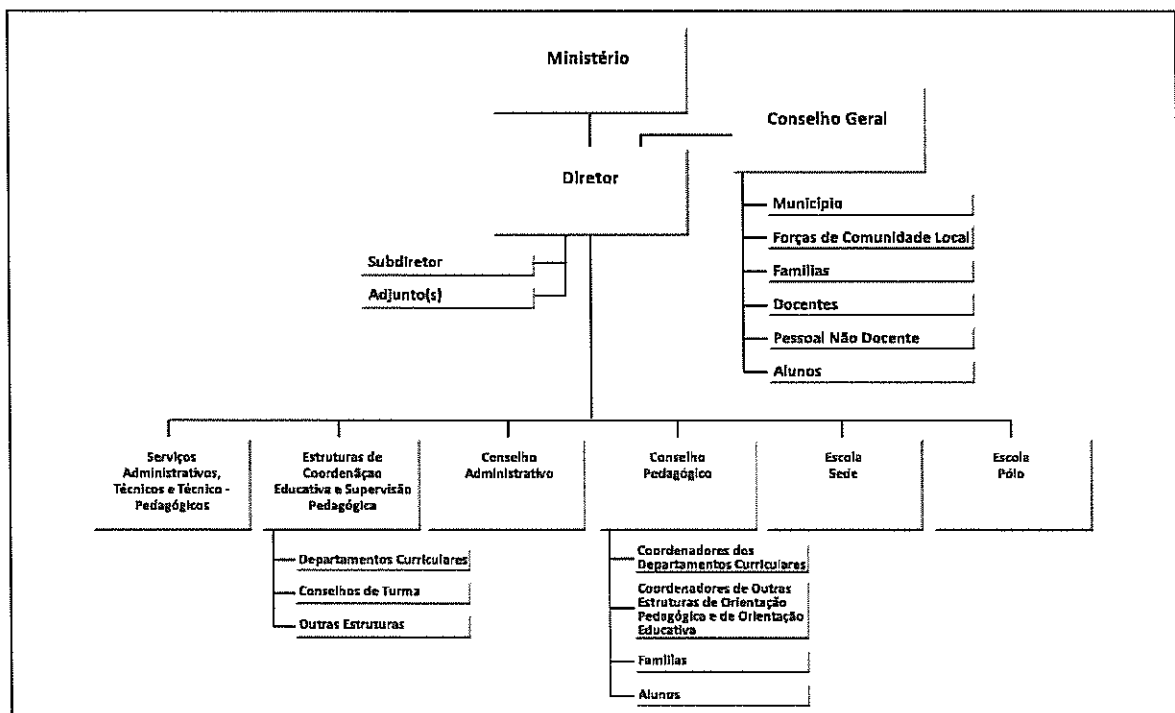 Ministério
Conselho Geral
Diretor
Município
Forças de Comunidade Local
Famílias
Docentes
Pessoal Não Docente
Alunos
Subdiretor
Adjunto(s)
Serviços
Administrativos,
Técnicos e Técnico -
Pedagógicos
Estruturas de
Coordenãçao
Educativa e Supervisão
Pedagógica
Conselho
Administrativo
Conselho
Pedagógico
Escola
Sede
Escola
Pólo
Departamentos Curriculares
Conselhos de Turma
Outras Estruturas
Coordenadores dos
Departamentos Curriculares
Coordenadores de Outras
Estruturas de Orientação
Pedagógica e de Orientação
Educativa
Famílias
Alunos